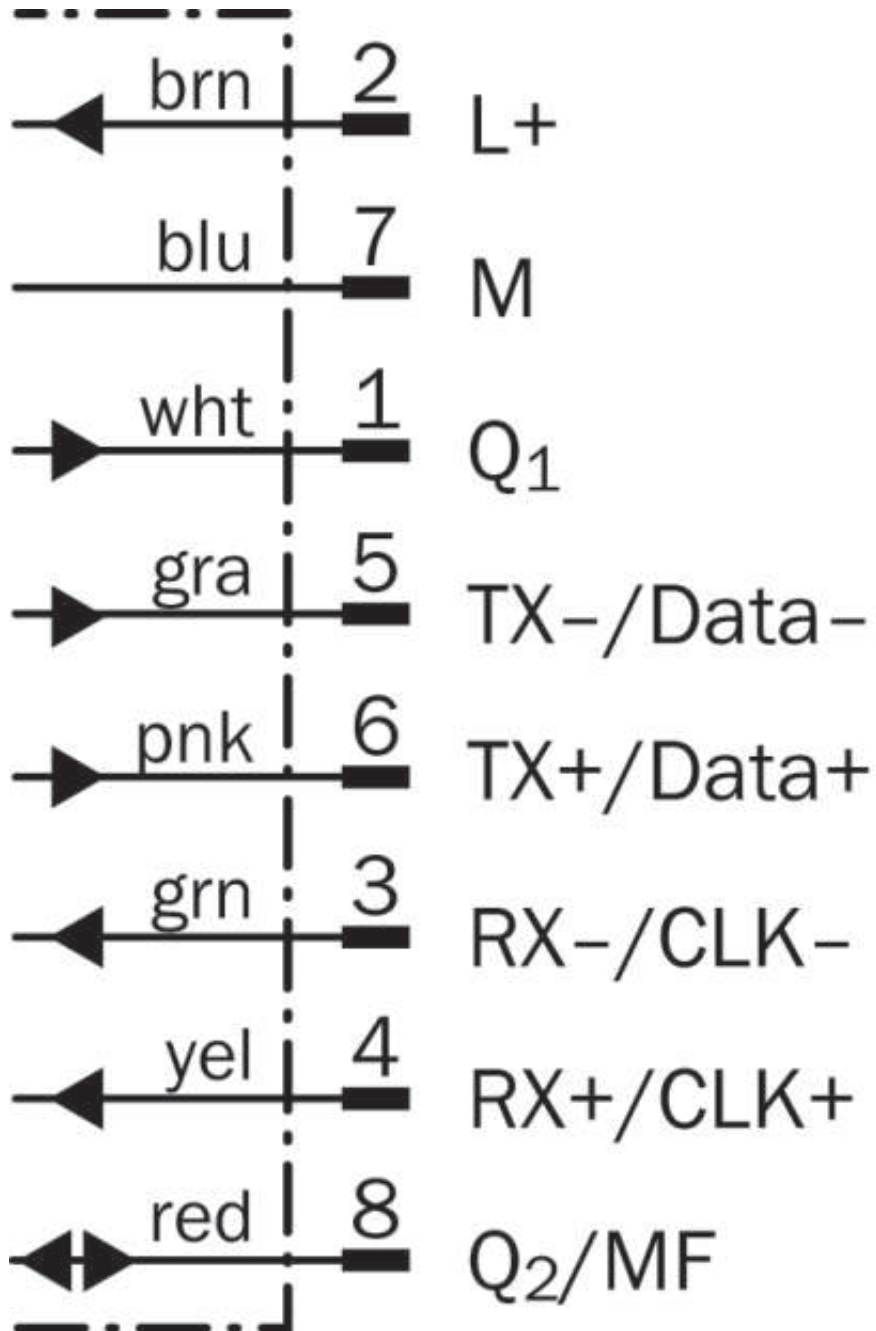 brn 2 L+
blu 7 M
wht 1 Q₁
gra 5 TX–/Data–
pnk 6 TX+/Data+
grn 3 RX–/CLK–
yel 4 RX+/CLK+
red 8 Q₂/MF